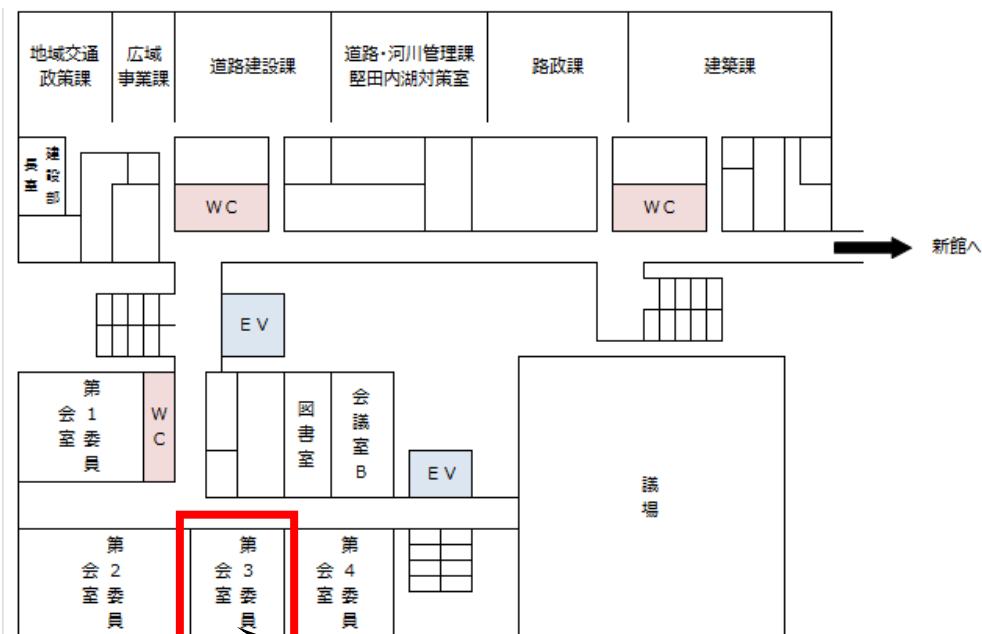 地域交通
政策課
広域
事業課
道路建設課
道路・河川管理課
堅田内湖対策室
路政課
建築課
建設部
長室
WC
WC
新館へ
EV
第1委員
会室
WC
図書室
会議室B
EV
議場
第2委員
会室
第3委員
会室
第4委員
会室